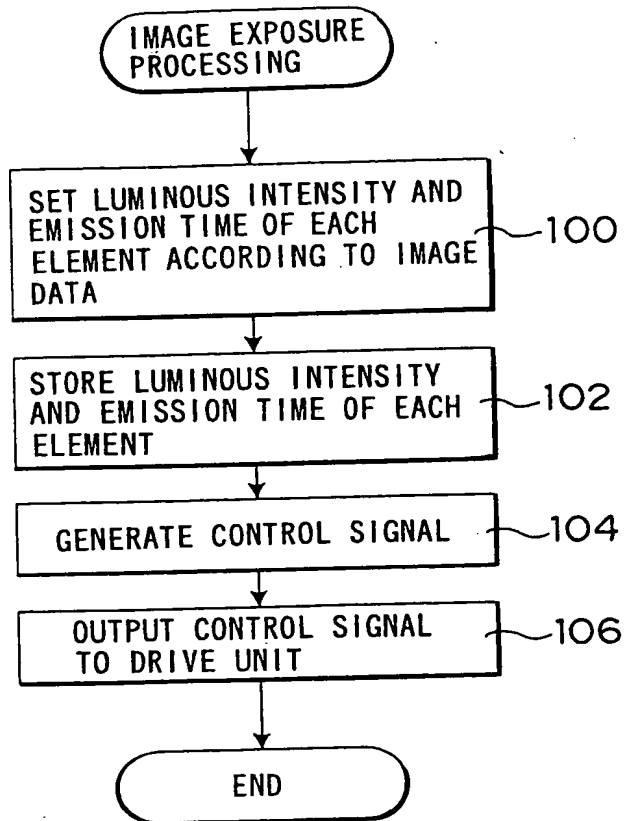 IMAGE EXPOSURE
PROCESSING
SET LUMINOUS INTENSITY AND
EMISSION TIME OF EACH
ELEMENT ACCORDING TO IMAGE
DATA
100
STORE LUMINOUS INTENSITY
AND EMISSION TIME OF EACH
ELEMENT
102
GENERATE CONTROL SIGNAL
104
OUTPUT CONTROL SIGNAL
TO DRIVE UNIT
106
END